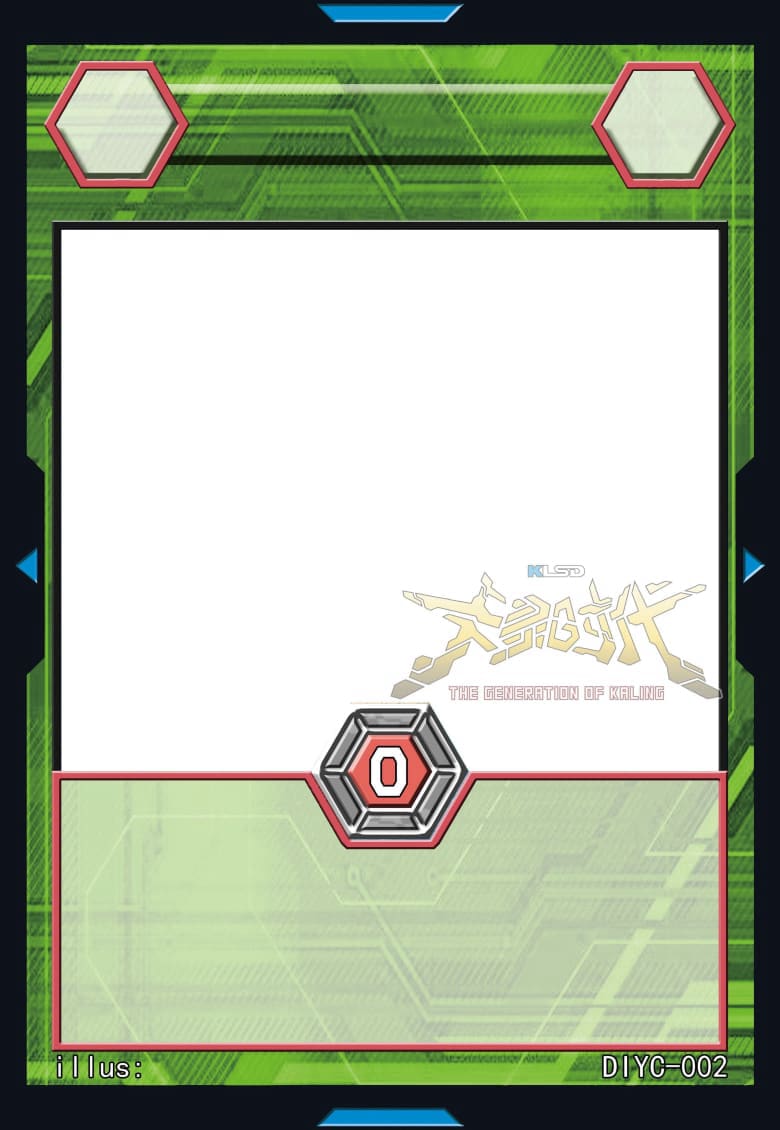 KLSD
THE GENERATION OF KALING
0
illus:
DIYC-002